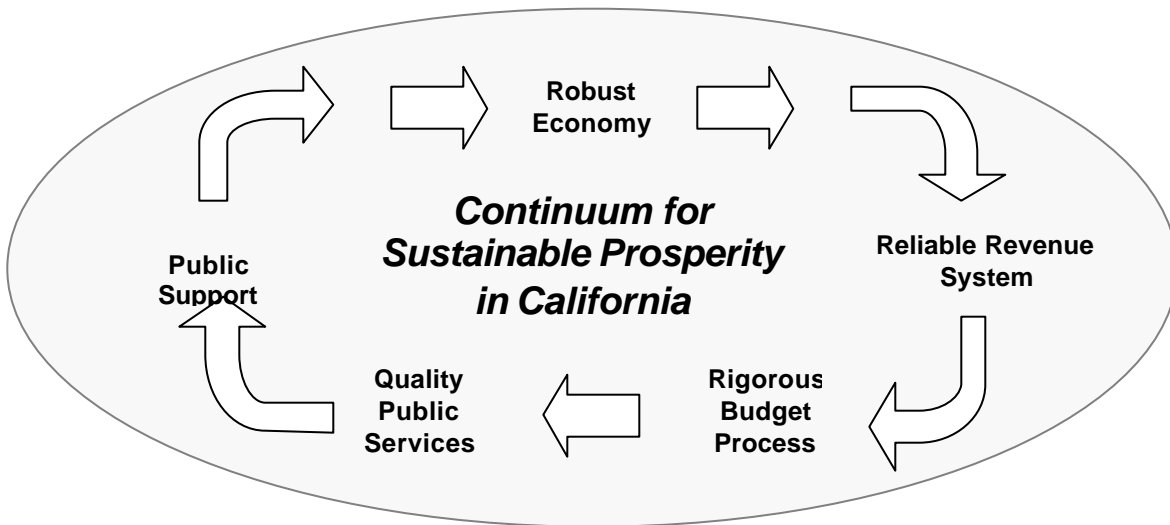 Robust
Economy
Continuum for
Sustainable Prosperity
in California
Reliable Revenue
System
Public
Support
Quality
Public
Services
Rigorous
Budget
Process